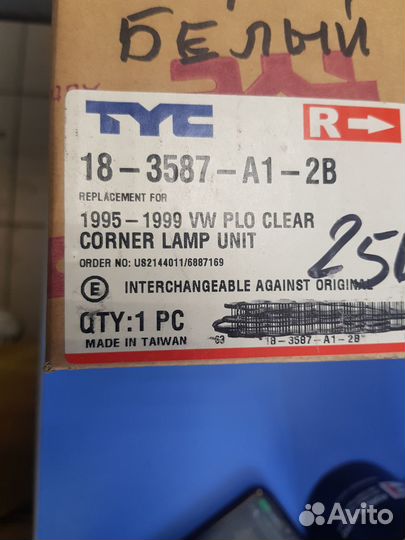 БЕЛЫЙ
TYC
R
18-3587-A1-2B
REPLACEMENT FOR
1995-1999 VW PLO CLEAR
CORNER LAMP UNIT
ORDER NO: US2144011/6887169
E INTERCHANGEABLE AGAINST ORIGINAL
QTY:1 PC
MADE IN TAIWAN
63
18-3587-A1-2B
Avito